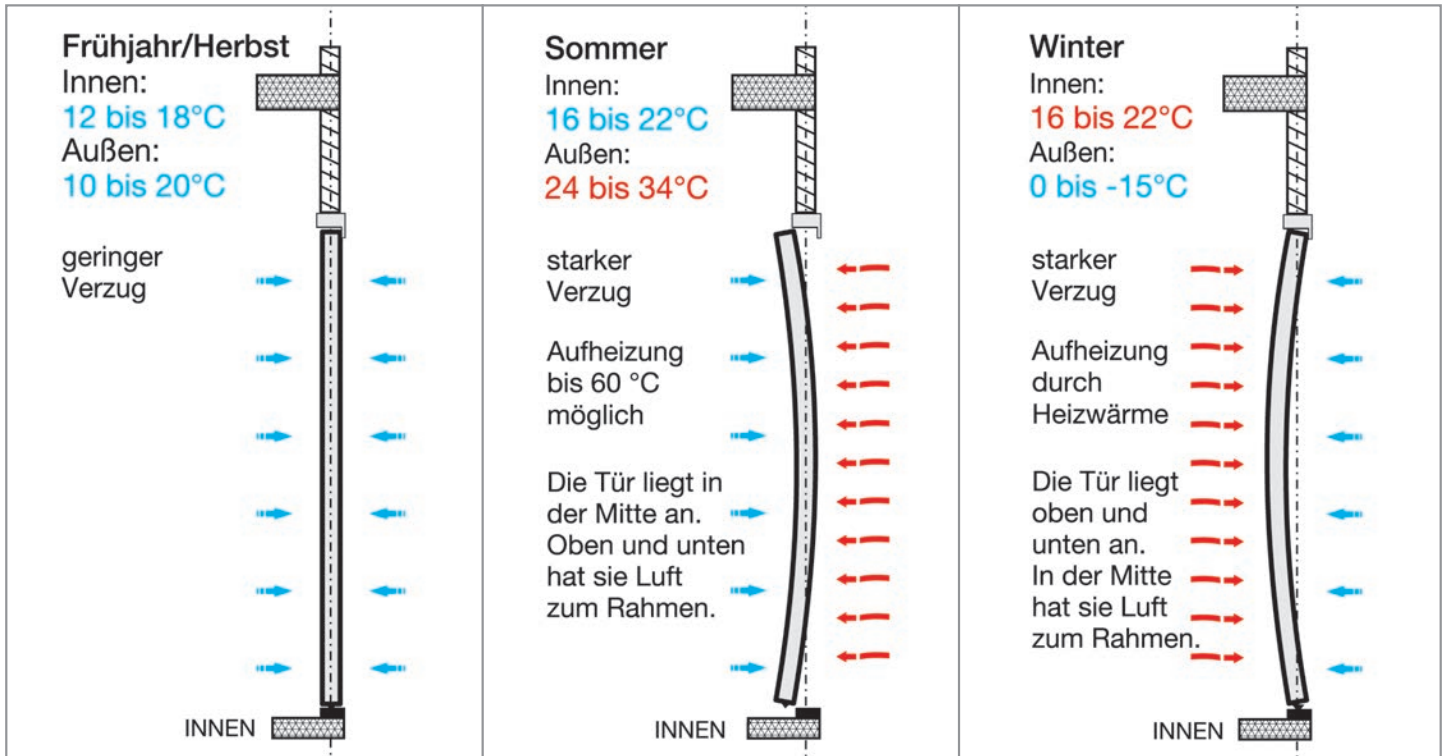 Frühjahr/Herbst
Innen:
12 bis 18°C
Außen:
10 bis 20°C
geringer
Verzug
INNEN
Sommer
Innen:
16 bis 22°C
Außen:
24 bis 34°C
starker
Verzug
Aufheizung
bis 60 °C
möglich
Die Tür liegt in
der Mitte an.
Oben und unten
hat sie Luft
zum Rahmen.
INNEN
Winter
Innen:
16 bis 22°C
Außen:
0 bis -15°C
starker
Verzug
Aufheizung
durch
Heizwärme
Die Tür liegt
oben und
unten an.
In der Mitte
hat sie Luft
zum Rahmen.
INNEN